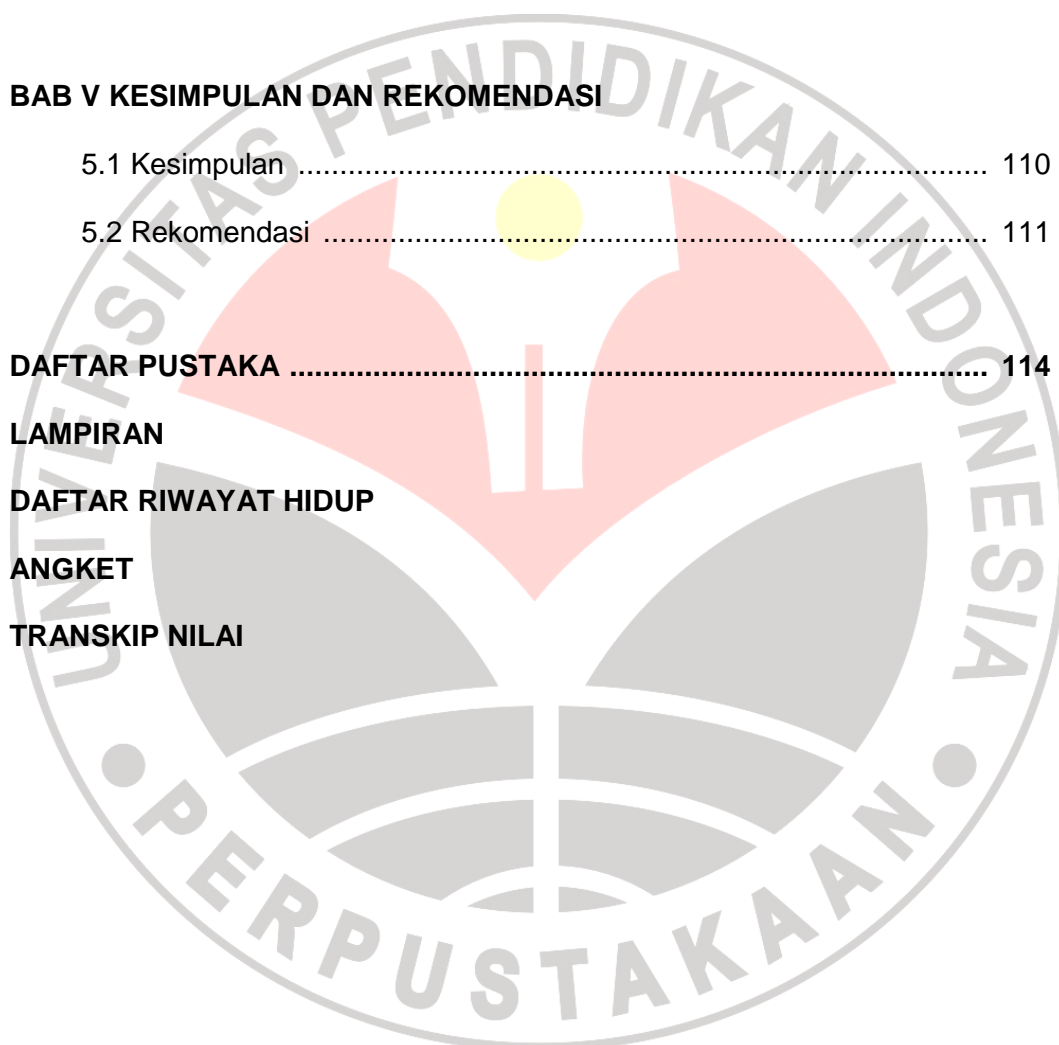 BAB V KESIMPULAN DAN REKOMENDASI
5.1 Kesimpulan .................................................................................... 110
5.2 Rekomendasi ................................................................................. 111
DAFTAR PUSTAKA .................................................................................... 114
LAMPIRAN
DAFTAR RIWAYAT HIDUP
ANGKET
TRANSKIP NILAI
UNIVERSITAS PENDIDIKAN INDONESIA
PERPUSTAKAAN